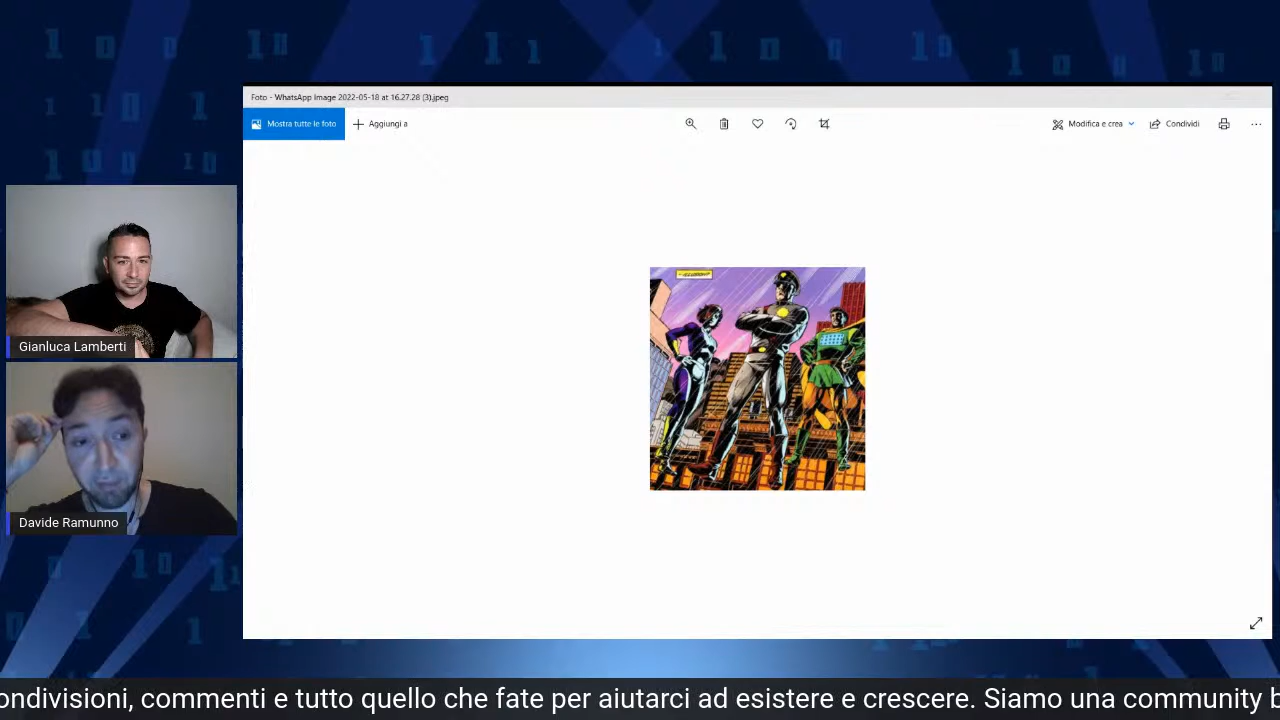 Foto - WhatsApp Image 2022-05-18 at 16.27.28 (3).jpeg
Mostra tutte le foto
Aggiungi a
Modifica e crea
Condividi
Gianluca Lamberti
Davide Ramunno
ondivisioni, commenti e tutto quello che fate per aiutarci ad esistere e crescere. Siamo una community b